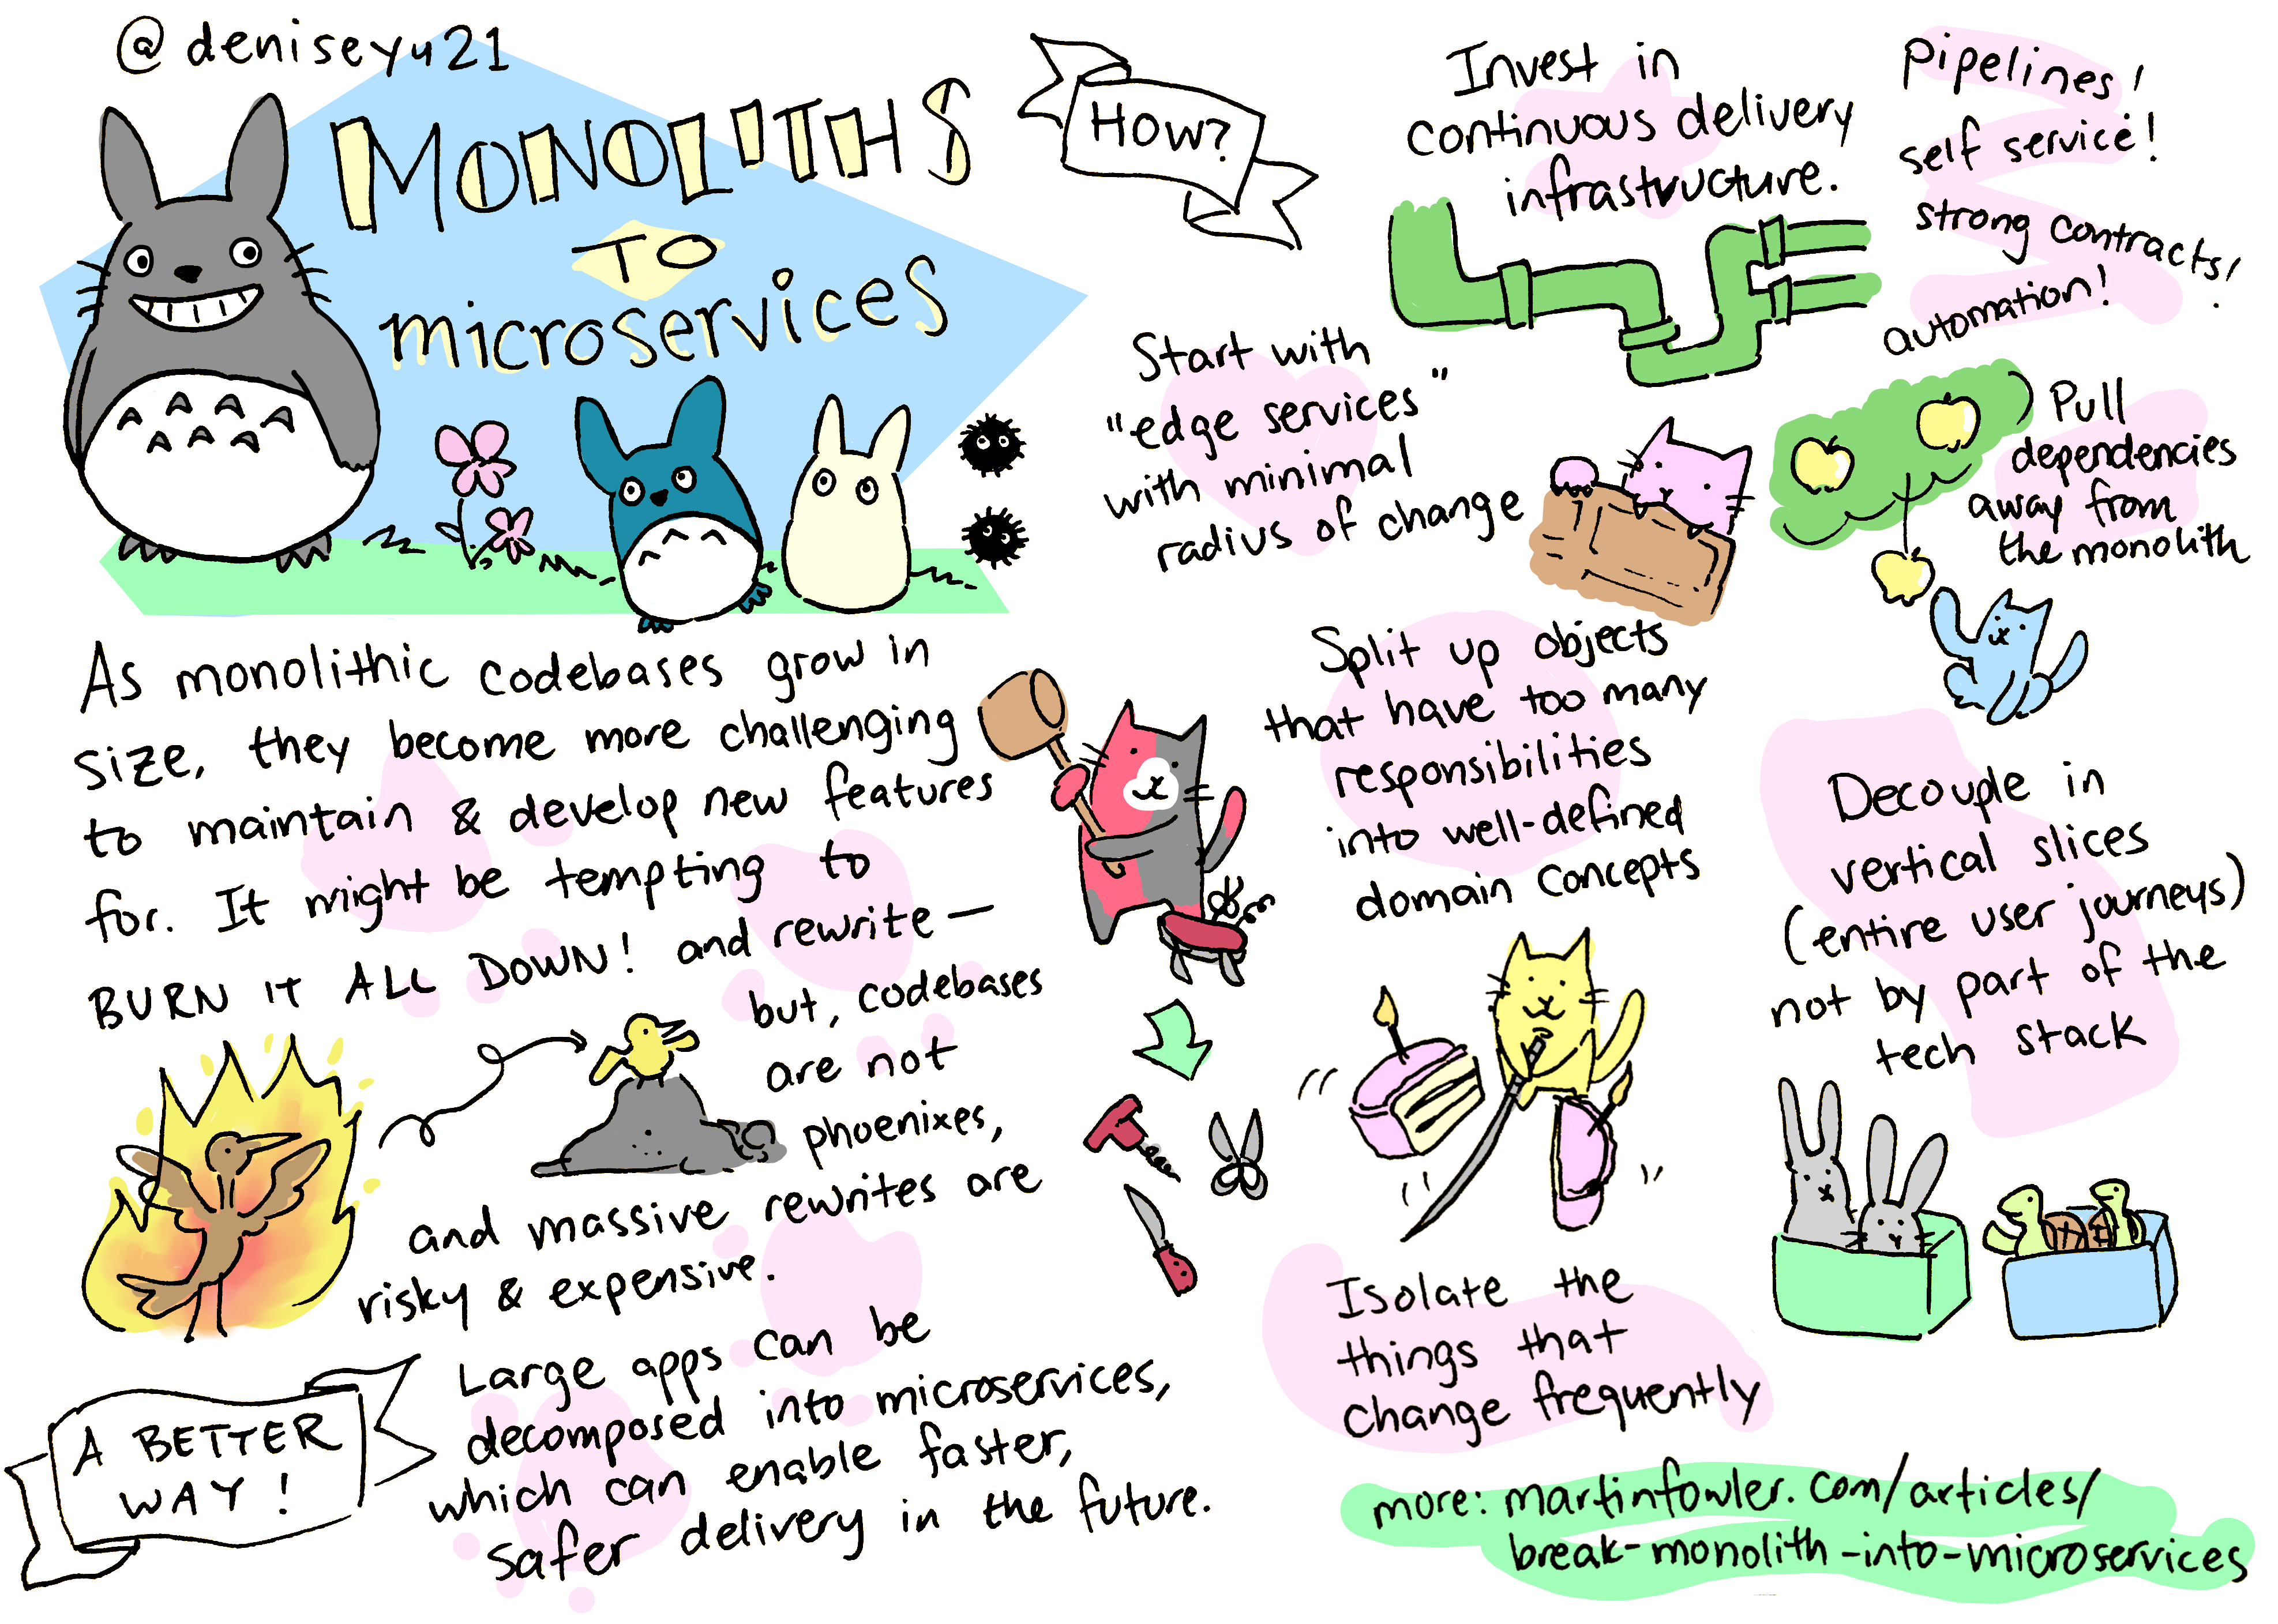 @deniseyu21
MONOLITHS
TO
microservices
As monolithic codebases grow in
size, they become more challenging
to maintain & develop new features
for. It might be tempting to
BURN IT ALL DOWN! and rewrite—
but, codebases
are not
phoenixes,
and massive rewrites are
risky & expensive.
A BETTER
WAY!
Large apps can be
decomposed into microservices,
which can enable faster,
safer delivery in the future.
HOW?
Invest in
continuous delivery
infrastructure.
Pipelines!
self service!
strong contracts!
automation!
Start with
"edge services"
with minimal
radius of change
Pull
dependencies
away from
the monolith
Split up objects
that have too many
responsibilities
into well-defined
domain concepts
Decouple in
vertical slices
(entire user journeys)
not by part of the
tech stack
Isolate the
things that
change frequently
more: martinfowler.com/articles/
break-monolith-into-microservices